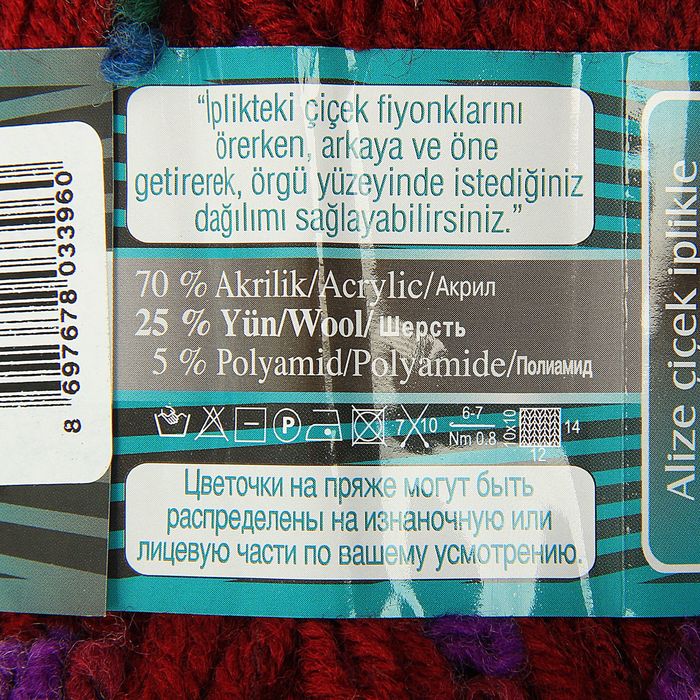 "İplikteki çiçek fiyonklarını
örerken, arkaya ve öne
getirerek, örgü yüzeyinde istediğiniz
dağılımı sağlayabilirsiniz."
70 % Akrilik/Acrylic/Акрил
25 % Yün/Wool/Шерсть
5 % Polyamid/Polyamide/Полиамид
P
7 10
6-7
Nm 0.8
10x10
14
12
Цветочки на пряже могут быть
распределены на изнаночную или
лицевую части по вашему усмотрению.
8 697678 033960
Alize çiçek iplikle